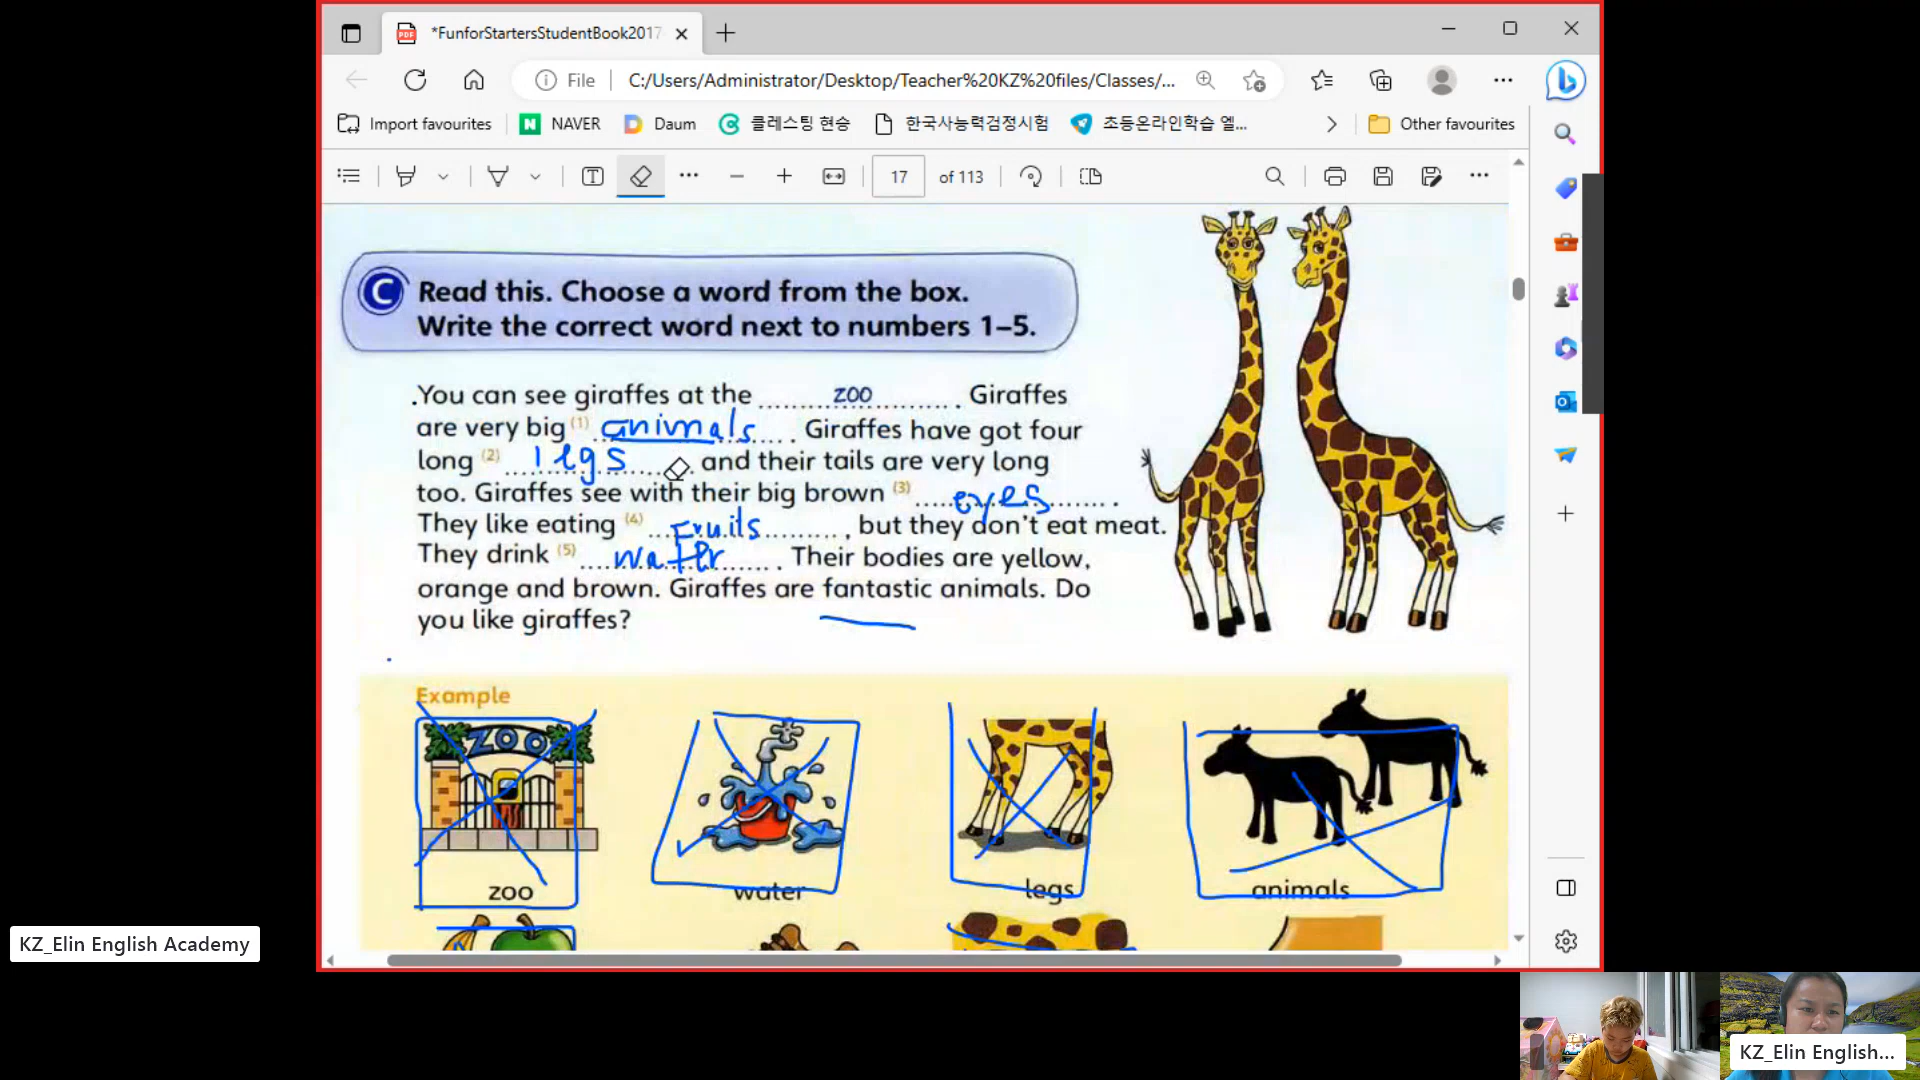 *FunforStartersStudentBook2017
File
C:/Users/Administrator/Desktop/Teacher%20KZ%20files/Classes/...
Import favourites
NAVER
Daum
클레스팅 현승
한국사능력검정시험
초등온라인학습 엘...
Other favourites
17 of 113
C Read this. Choose a word from the box.
Write the correct word next to numbers 1–5.
.You can see giraffes at the zoo. Giraffes
are very big (1) animals. Giraffes have got four
long (2) legs and their tails are very long
too. Giraffes see with their big brown (3) eyes.
They like eating (4) Fruits, but they don't eat meat.
They drink (5) water. Their bodies are yellow,
orange and brown. Giraffes are fantastic animals. Do
you like giraffes?
Example
ZOO
zoo
water
legs
animals
KZ_Elin English Academy
KZ_Elin English...